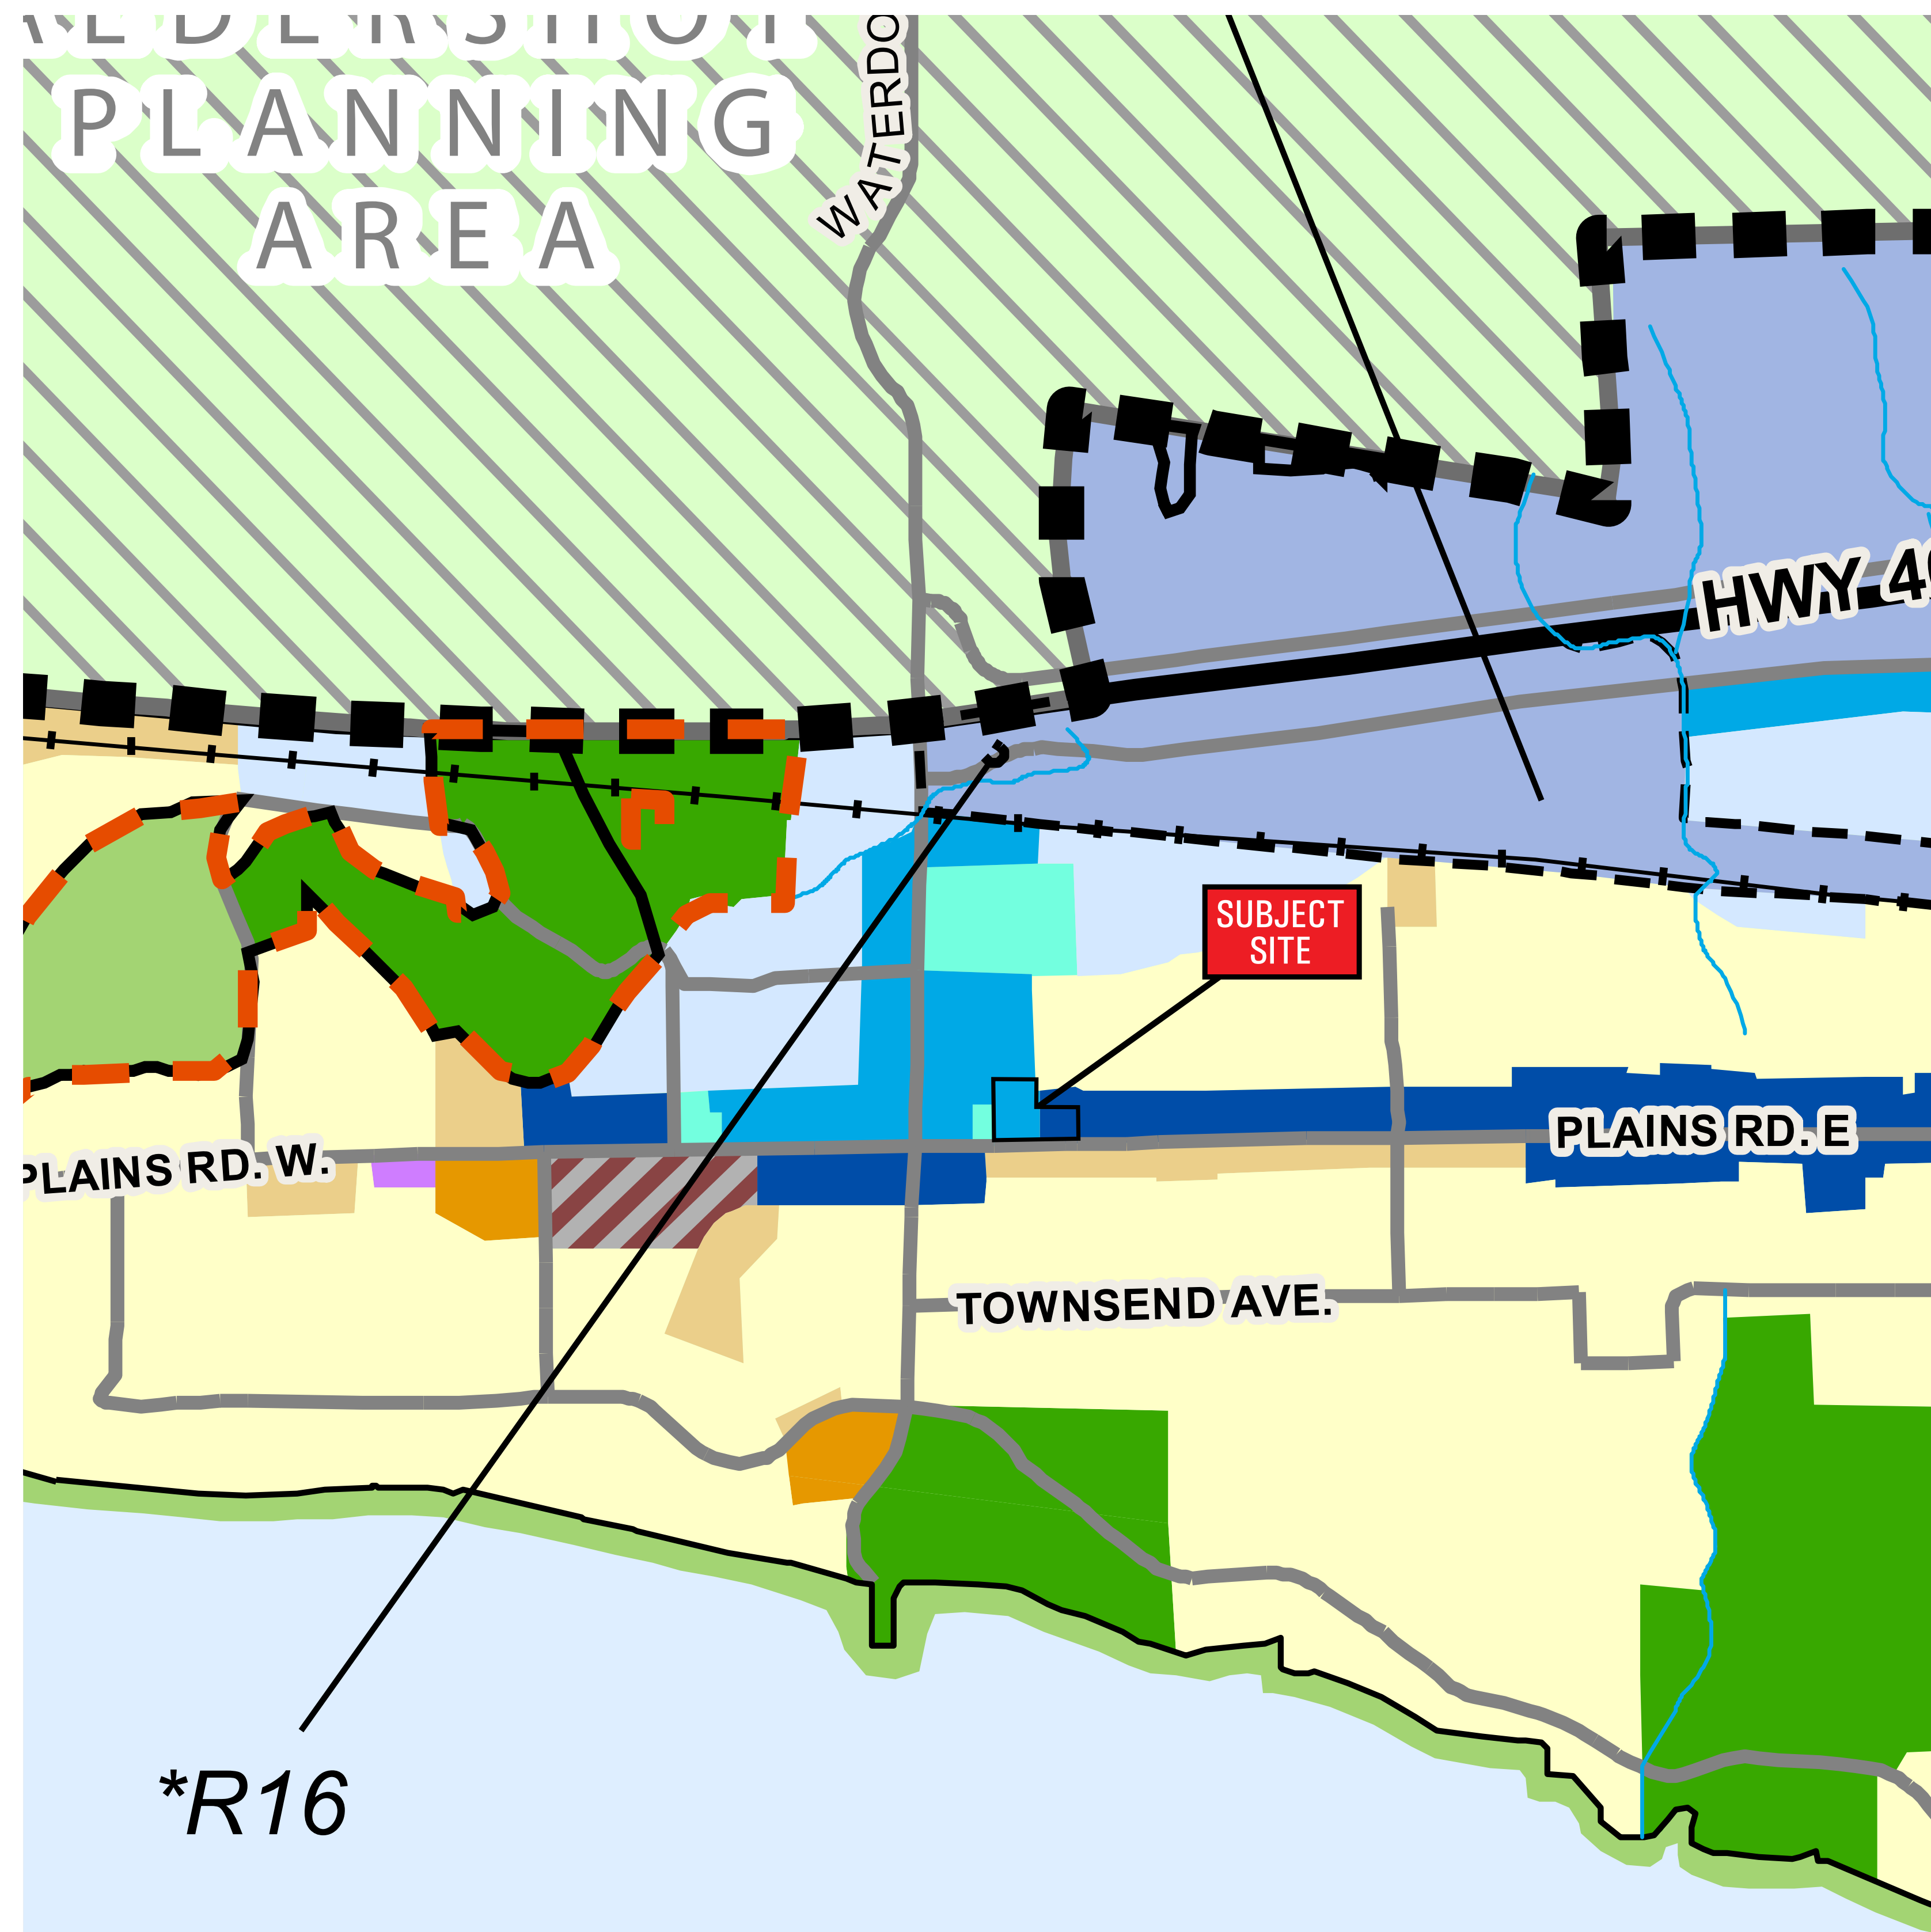 PLANNING
AREA
SUBJECT
SITE
PLAINS RD. E
PLAINS RD. W.
TOWNSEND AVE.
*R16
HWY